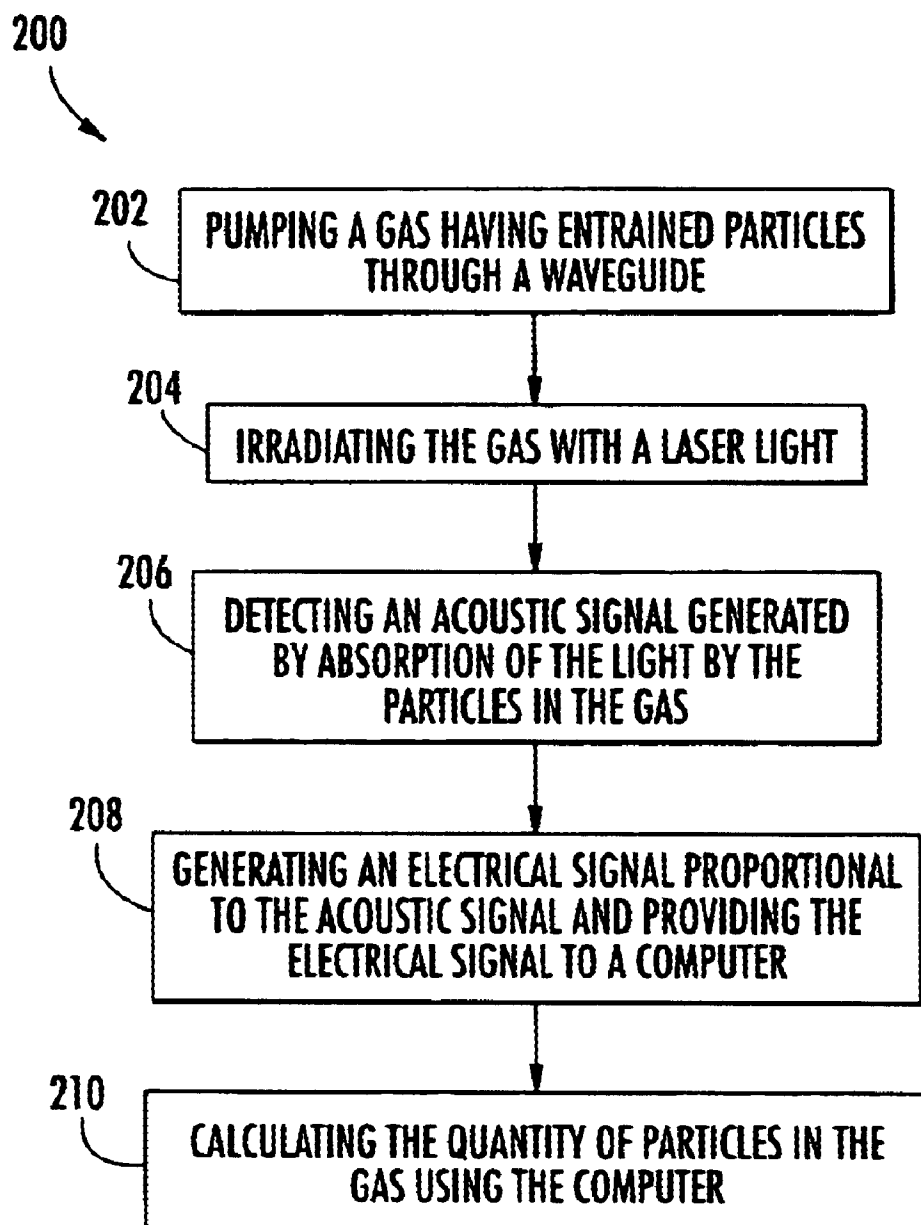 200
202
PUMPING A GAS HAVING ENTRAINED PARTICLES
THROUGH A WAVEGUIDE
204
IRRADIATING THE GAS WITH A LASER LIGHT
206
DETECTING AN ACOUSTIC SIGNAL GENERATED
BY ABSORPTION OF THE LIGHT BY THE
PARTICLES IN THE GAS
208
GENERATING AN ELECTRICAL SIGNAL PROPORTIONAL
TO THE ACOUSTIC SIGNAL AND PROVIDING THE
ELECTRICAL SIGNAL TO A COMPUTER
210
CALCULATING THE QUANTITY OF PARTICLES IN THE
GAS USING THE COMPUTER